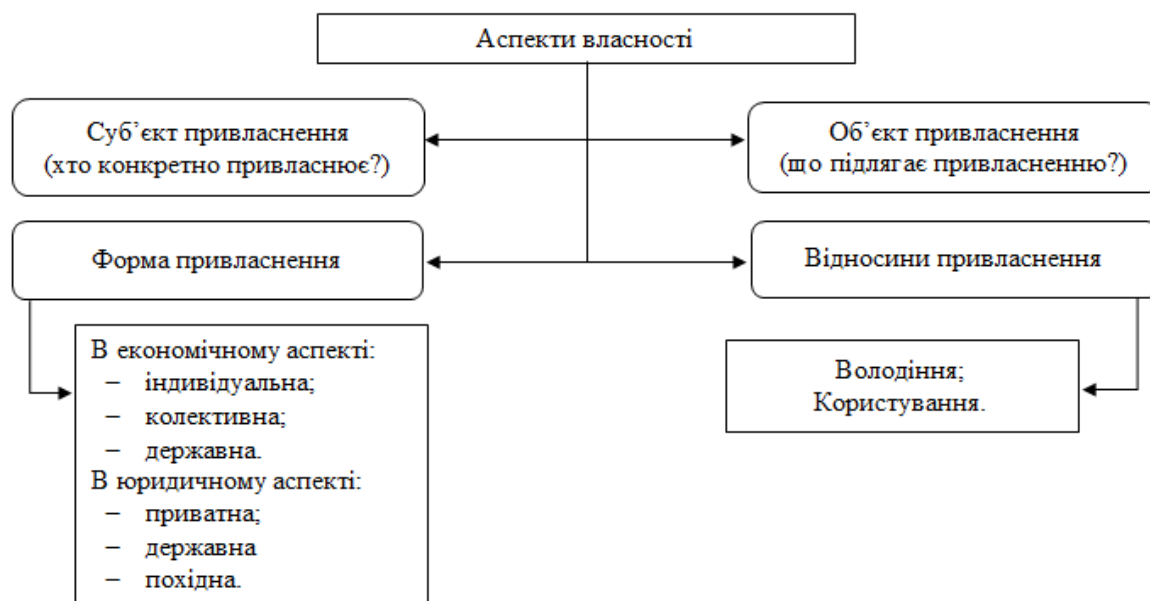 Аспекти власності
Суб’єкт привласнення
(хто конкретно привласнює?)
Об’єкт привласнення
(що підлягає привласненню?)
Форма привласнення
Відносини привласнення
В економічному аспекті:
– індивідуальна;
– колективна;
– державна.
В юридичному аспекті:
– приватна;
– державна
– похідна.
Володіння;
Користування.